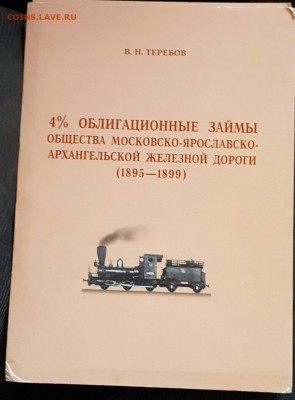 COINS.LAVE.RU
В. Н. ТЕРЕБОВ
4% ОБЛИГАЦИОННЫЕ ЗАЙМЫ
ОБЩЕСТВА МОСКОВСКО-ЯРОСЛАВСКО-
АРХАНГЕЛЬСКОЙ ЖЕЛЕЗНОЙ ДОРОГИ
(1895—1899)